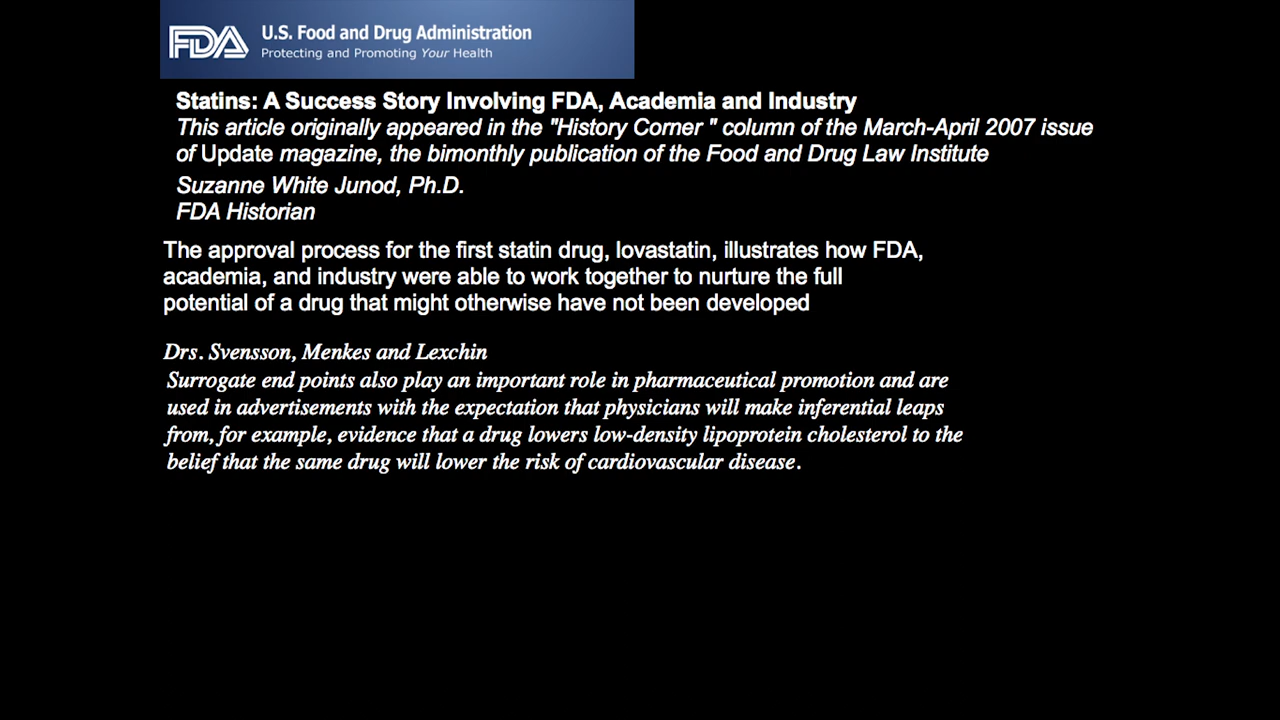 FDA
U.S. Food and Drug Administration
Protecting and Promoting Your Health
Statins: A Success Story Involving FDA, Academia and Industry
This article originally appeared in the "History Corner " column of the March-April 2007 issue
of Update magazine, the bimonthly publication of the Food and Drug Law Institute
Suzanne White Junod, Ph.D.
FDA Historian
The approval process for the first statin drug, lovastatin, illustrates how FDA,
academia, and industry were able to work together to nurture the full
potential of a drug that might otherwise have not been developed
Drs. Svensson, Menkes and Lexchin
Surrogate end points also play an important role in pharmaceutical promotion and are
used in advertisements with the expectation that physicians will make inferential leaps
from, for example, evidence that a drug lowers low-density lipoprotein cholesterol to the
belief that the same drug will lower the risk of cardiovascular disease.